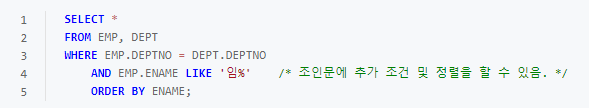 1 SELECT *
2 FROM EMP, DEPT
3 WHERE EMP.DEPTNO = DEPT.DEPTNO
4 AND EMP.ENAME LIKE '임%' /* 조인문에 추가 조건 및 정렬을 할 수 있음. */
5 ORDER BY ENAME;